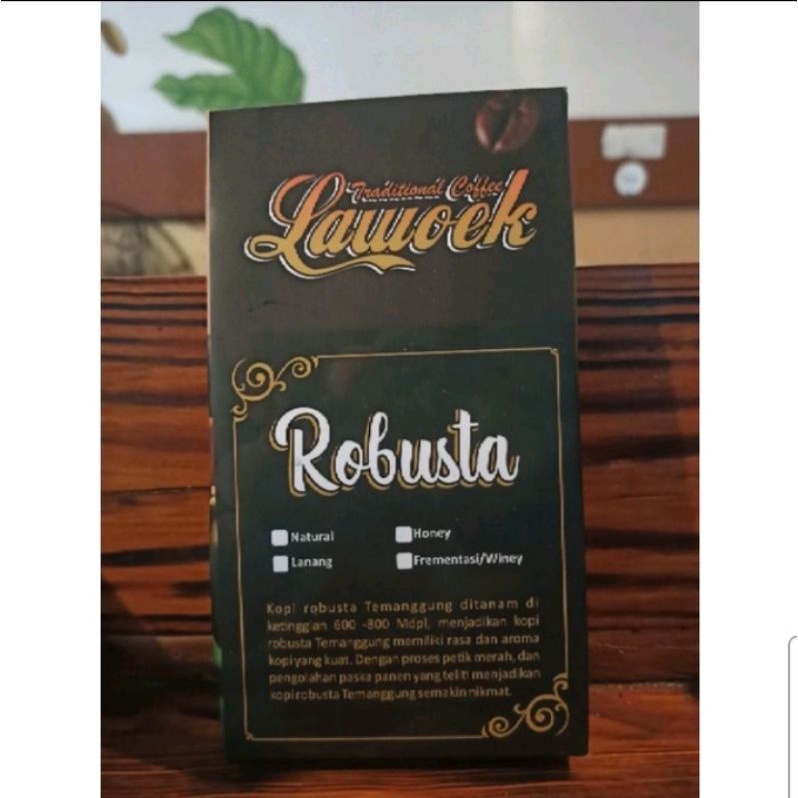 Traditional Coffee
Lawoek
Robusta
Natural
Honey
Lanang
Frementasi/Winey
Kopi robusta Temanggung ditanam di
ketinggian 600 -800 Mdpl, menjadikan kopi
robusta Temanggung memiliki rasa dan aroma
kopi yang kuat. Dengan proses petik merah, dan
pengolahan paska panen yang teliti menjadikan
kopi robusta Temanggung semakin nikmat.